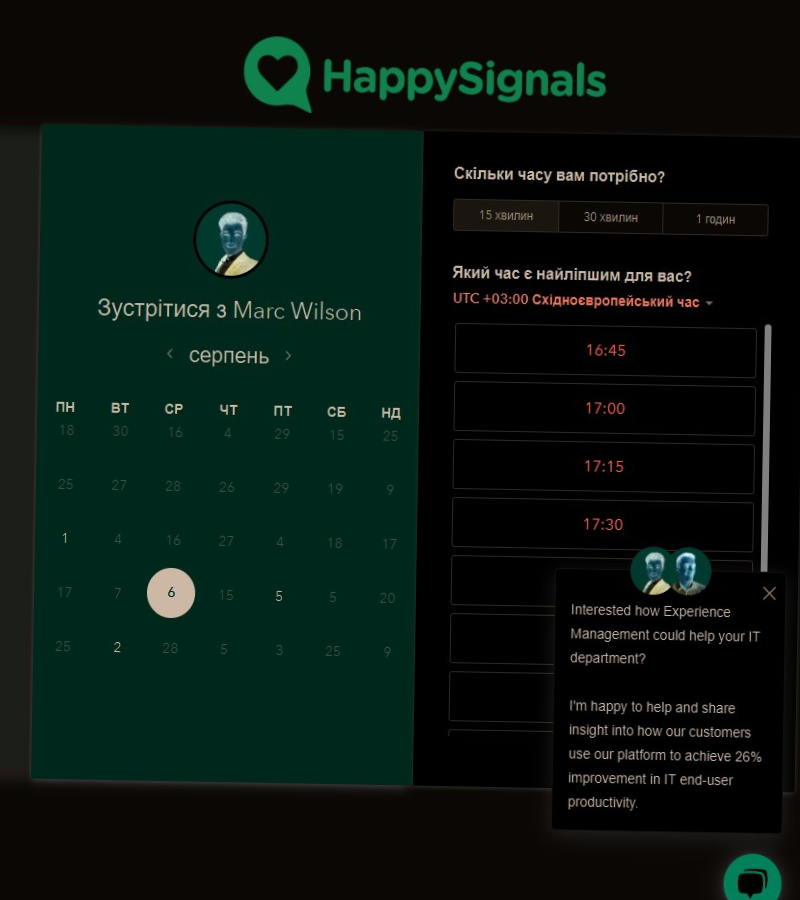 HappySignals
Зустрітися з Marc Wilson
серпень
ПН ВТ СР ЧТ ПТ СБ НД
18 30 16 4 29 15 25
25 27 28 26 29 19 9
1 4 16 27 4 18 17
17 7 6 15 5 5 20
25 2 28 5 3 25 9
Скільки часу вам потрібно?
15 хвилин 30 хвилин 1 годин
Який час є найліпшим для вас?
UTC +03:00 Східноєвропейський час
16:45
17:00
17:15
17:30
Interested how Experience
Management could help your IT
department?
I'm happy to help and share
insight into how our customers
use our platform to achieve 26%
improvement in IT end-user
productivity.